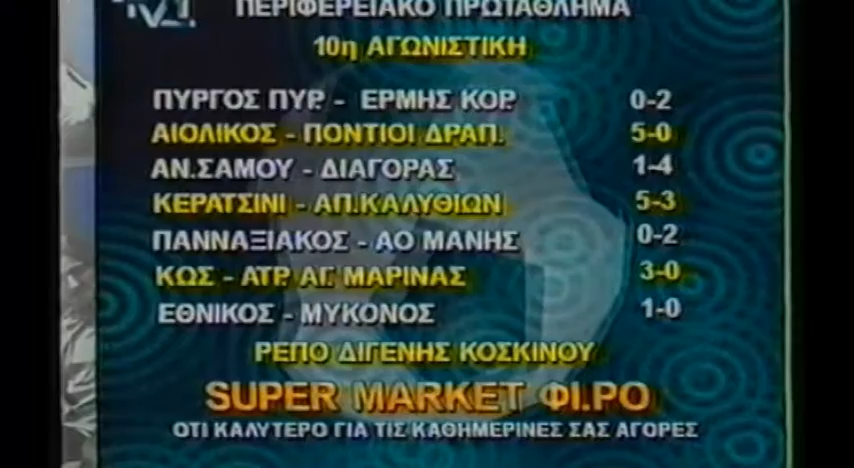 TV1 ΠΕΡΙΦΕΡΕΙΑΚΟ ΠΡΩΤΑΘΛΗΜΑ
10η ΑΓΩΝΙΣΤΙΚΗ
ΠΥΡΓΟΣ ΠΥΡ. - ΕΡΜΗΣ ΚΟΡ. 0-2
ΑΙΟΛΙΚΟΣ - ΠΟΝΤΙΟΙ ΔΡΑΠ. 5-0
ΑΝ.ΣΑΜΟΥ - ΔΙΑΓΟΡΑΣ 1-4
ΚΕΡΑΤΣΙΝΙ - ΑΠ.ΚΑΛΥΘΙΩΝ 5-3
ΠΑΝΝΑΞΙΑΚΟΣ - ΑΟ ΜΑΝΗΣ 0-2
ΚΩΣ - ΑΤΡ. ΑΓ. ΜΑΡΙΝΑΣ 3-0
ΕΘΝΙΚΟΣ - ΜΥΚΟΝΟΣ 1-0
ΡΕΠΟ ΔΙΓΕΝΗΣ ΚΟΣΚΙΝΟΥ
SUPER MARKET ΦΙ.ΡΟ
ΟΤΙ ΚΑΛΥΤΕΡΟ ΓΙΑ ΤΙΣ ΚΑΘΗΜΕΡΙΝΕΣ ΣΑΣ ΑΓΟΡΕΣ